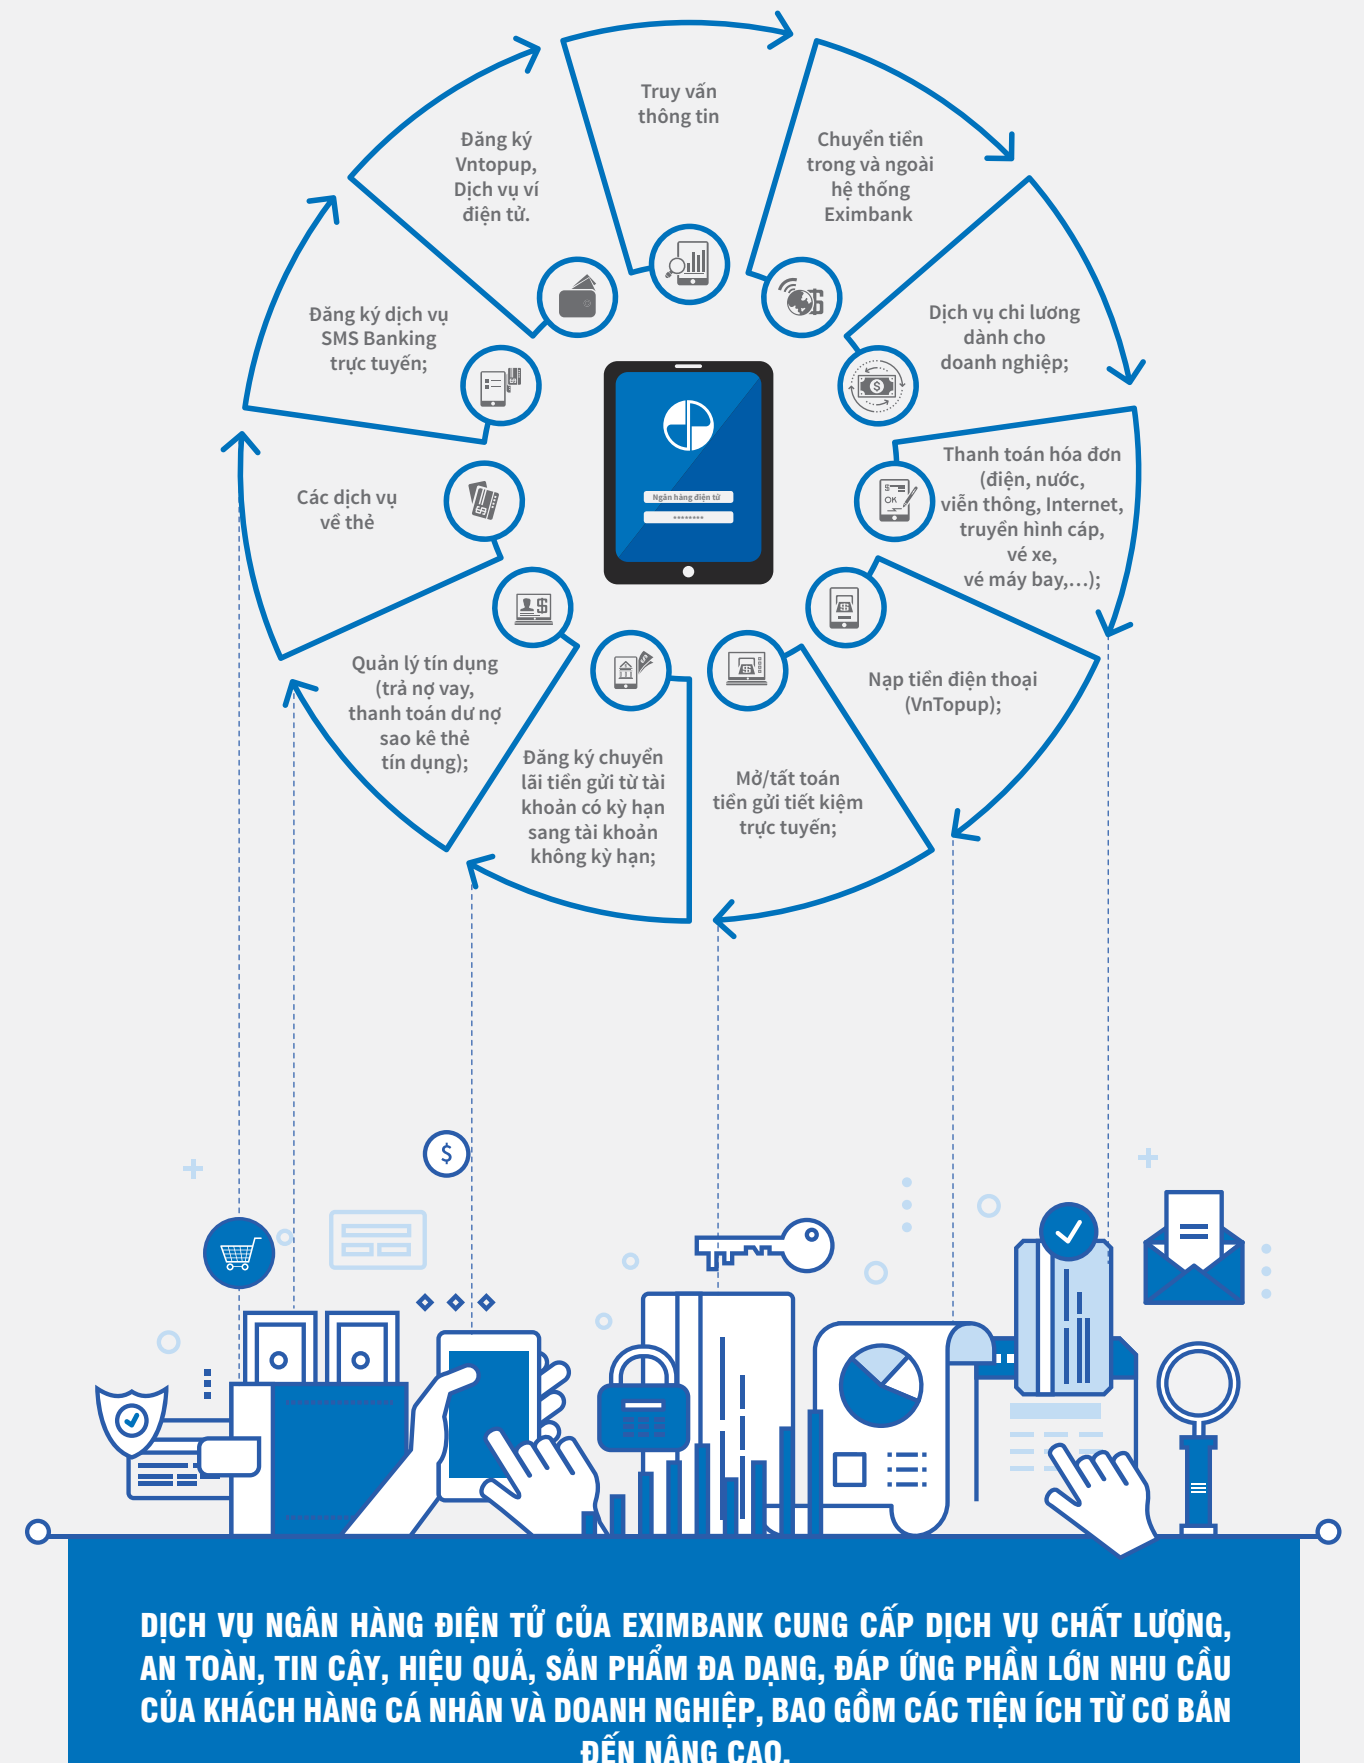 Truy vấn
thông tin
Chuyển tiền
trong và ngoài
hệ thống
Eximbank
Dịch vụ chi lương
dành cho
doanh nghiệp;
Thanh toán hóa đơn
(điện, nước,
viễn thông, Internet,
truyền hình cáp,
vé xe,
vé máy bay,…);
Nạp tiền điện thoại
(VnTopup);
Mở/tất toán
tiền gửi tiết kiệm
trực tuyến;
Đăng ký chuyển
lãi tiền gửi từ tài
khoản có kỳ hạn
sang tài khoản
không kỳ hạn;
Quản lý tín dụng
(trả nợ vay,
thanh toán dư nợ
sao kê thẻ
tín dụng);
Các dịch vụ
về thẻ
Đăng ký dịch vụ
SMS Banking
trực tuyến;
Đăng ký
Vntopup,
Dịch vụ ví
điện tử.
Ngân hàng điện tử
********
$
OK
$
DỊCH VỤ NGÂN HÀNG ĐIỆN TỬ CỦA EXIMBANK CUNG CẤP DỊCH VỤ CHẤT LƯỢNG,
AN TOÀN, TIN CẬY, HIỆU QUẢ, SẢN PHẨM ĐA DẠNG, ĐÁP ỨNG PHẦN LỚN NHU CẦU
CỦA KHÁCH HÀNG CÁ NHÂN VÀ DOANH NGHIỆP, BAO GỒM CÁC TIỆN ÍCH TỪ CƠ BẢN
ĐẾN NÂNG CAO.